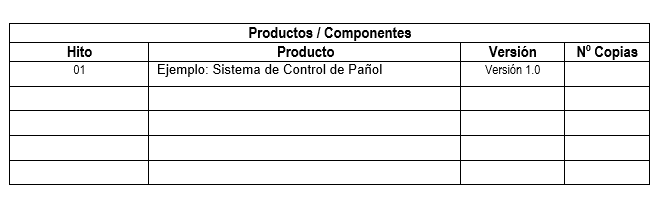 Productos / Componentes
Hito Producto Versión Nº Copias
01 Ejemplo: Sistema de Control de Pañol Versión 1.0